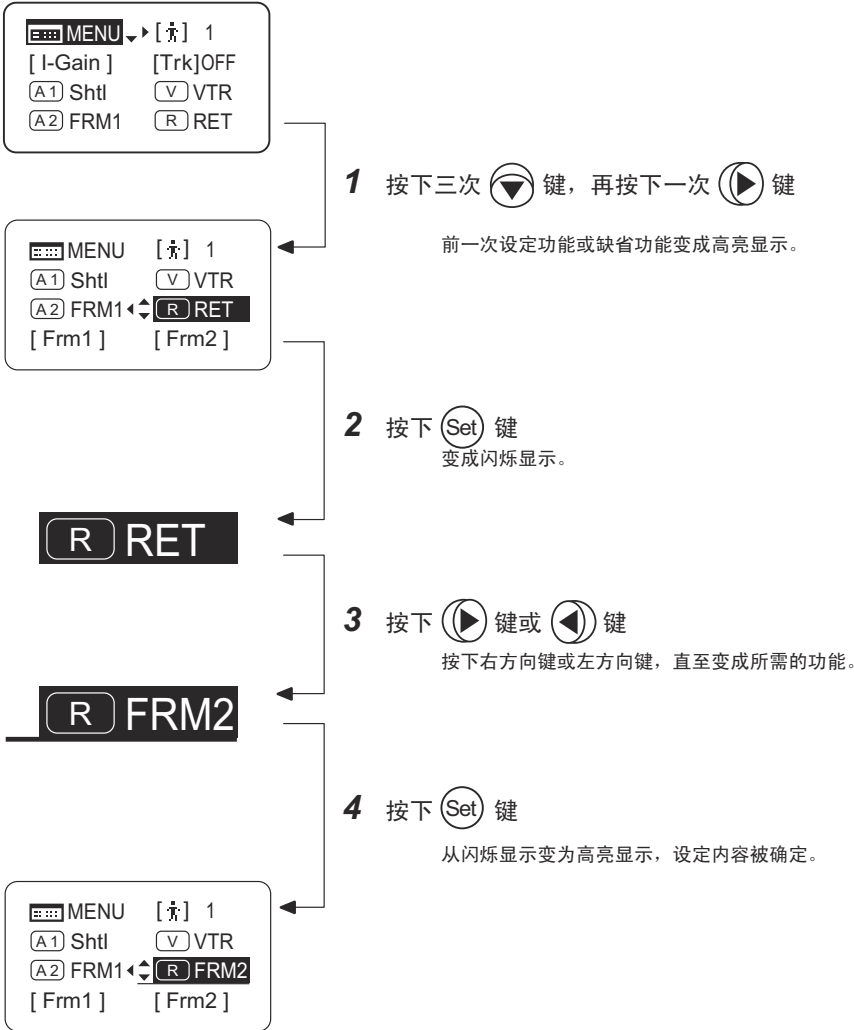 MENU [ ] 1
[ I-Gain ] [Trk]OFF
A1 Shtl V VTR
A2 FRM1 R RET
1 按下三次 键，再按下一次 键
前一次设定功能或缺省功能变成高亮显示。
MENU [ ] 1
A1 Shtl V VTR
A2 FRM1 R RET
[ Frm1 ] [ Frm2 ]
2 按下 Set 键
变成闪烁显示。
R RET
3 按下 键或 键
按下右方向键或左方向键，直至变成所需的功能。
R FRM2
4 按下 Set 键
从闪烁显示变为高亮显示，设定内容被确定。
MENU [ ] 1
A1 Shtl V VTR
A2 FRM1 R FRM2
[ Frm1 ] [ Frm2 ]